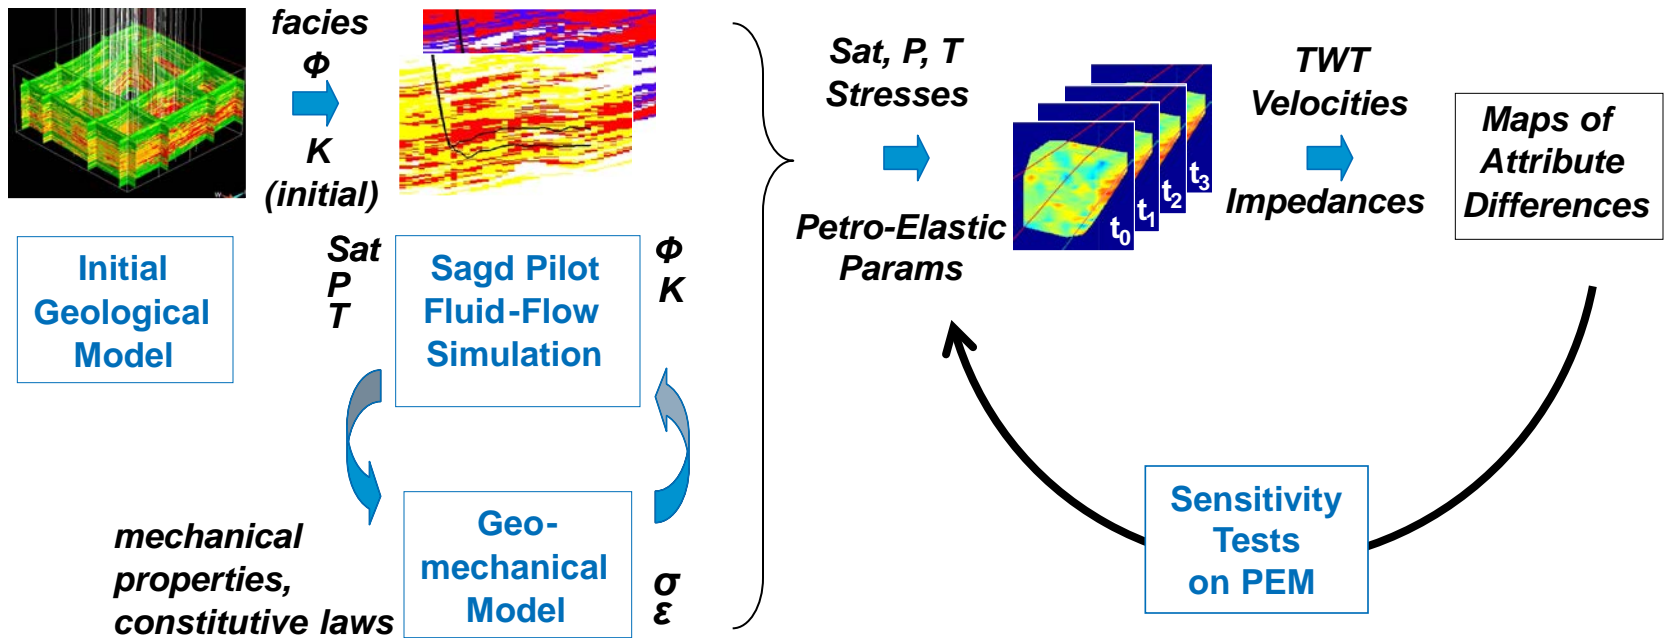 facies
Φ
K
(initial)
Initial
Geological
Model
Sat
P
T
Sagd Pilot
Fluid-Flow
Simulation
Φ
K
mechanical
properties,
constitutive laws
Geo-
mechanical
Model
σ
ε
Sat, P, T
Stresses
Petro-Elastic
Params
t0
t1
t2
t3
TWT
Velocities
Impedances
Maps of
Attribute
Differences
Sensitivity
Tests
on PEM